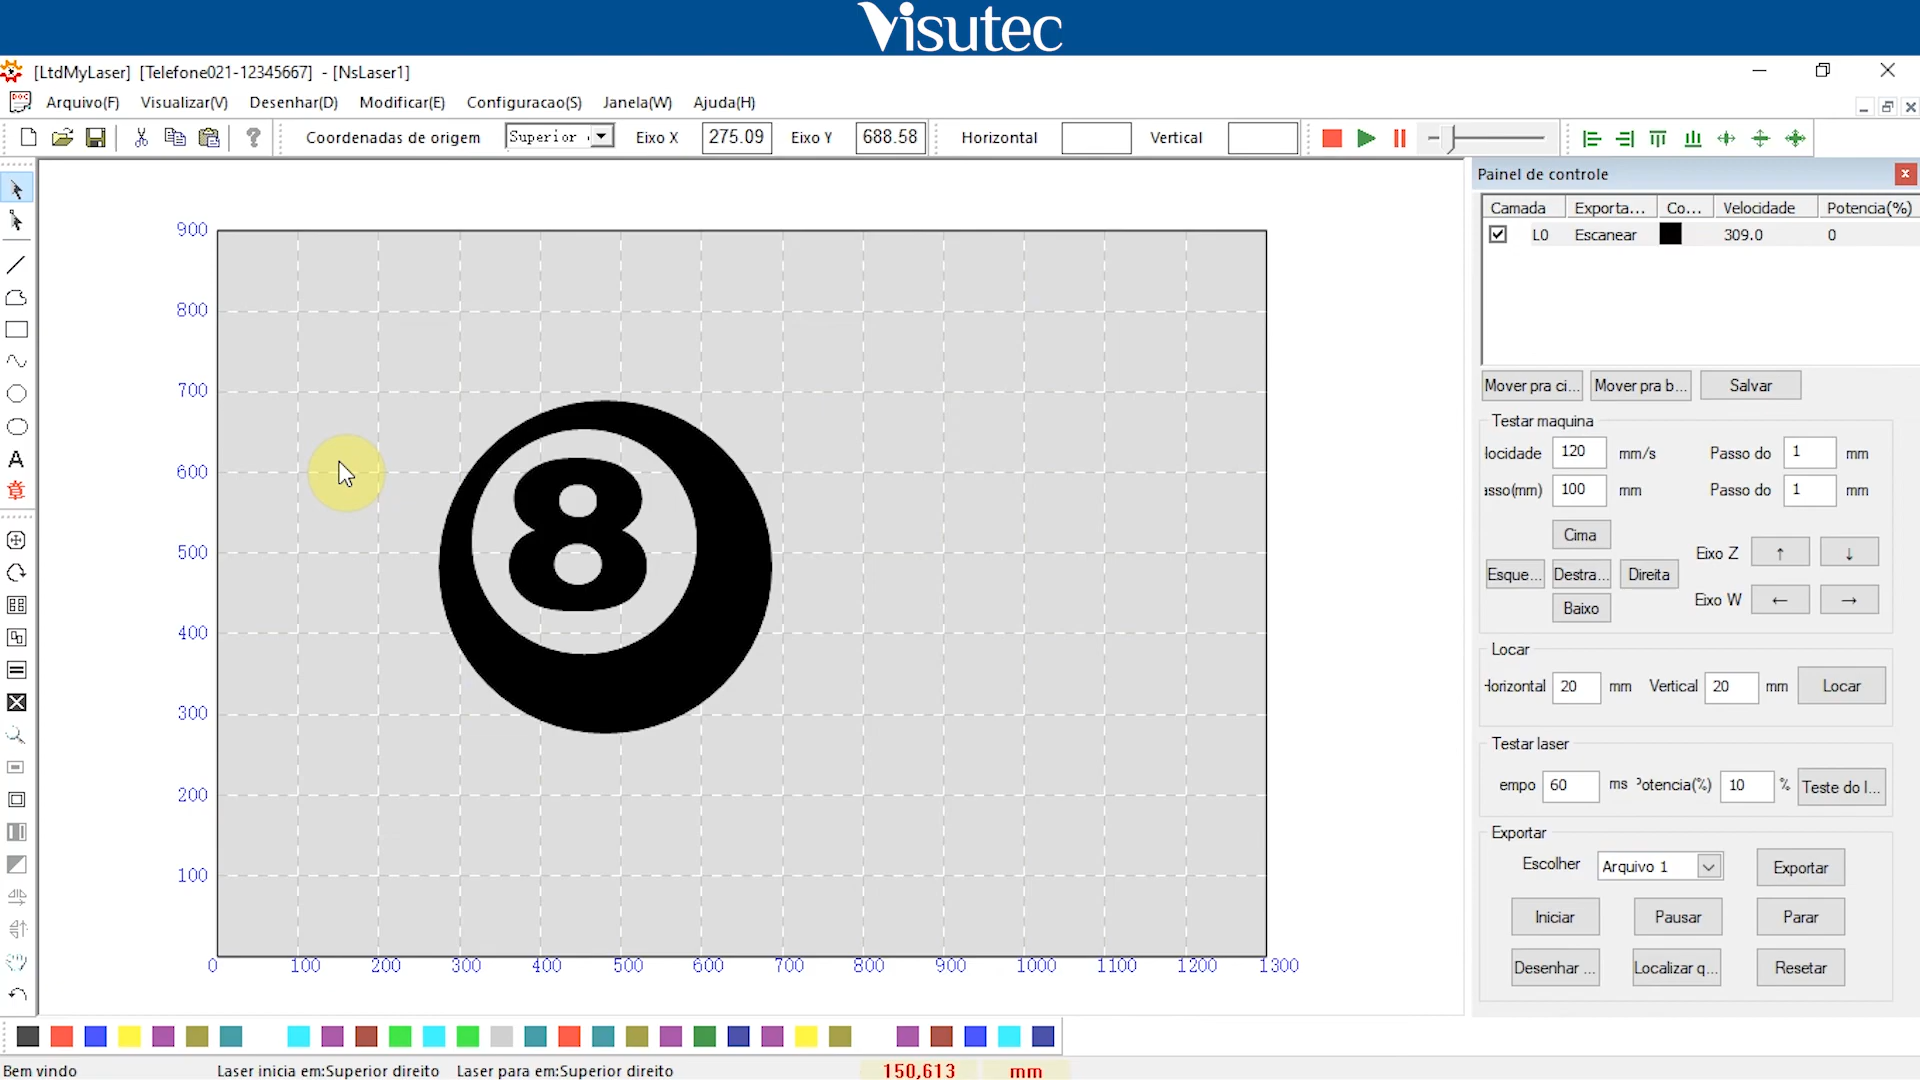 Visutec
[LtdMyLaser] [Telefone021-12345667] - [NsLaser1]
Arquivo(F) Visualizar(V) Desenhar(D) Modificar(E) Configuracao(S) Janela(W) Ajuda(H)
Coordenadas de origem Superior Eixo X 275.09 Eixo Y 688.58 Horizontal Vertical
Painel de controle
Camada Exporta... Co... Velocidade Potencia(%)
L0 Escanear 309.0 0
Mover pra ci... Mover pra b... Salvar
Testar maquina
locidade 120 mm/s Passo do 1 mm
asso(mm) 100 mm Passo do 1 mm
Cima
Eixo Z ↑ ↓
Esque... Destra... Direita
Eixo W ← →
Baixo
Locar
Horizontal 20 mm Vertical 20 mm Locar
Testar laser
empo 60 ms Potencia(%) 10 % Teste do l...
Exportar
Escolher Arquivo 1 Exportar
Iniciar Pausar Parar
Desenhar ... Localizar q... Resetar
A
章
900
800
700
600
500
400
300
200
100
0 100 200 300 400 500 600 700 800 900 1000 1100 1200 1300
8
Bem vindo Laser inicia em:Superior direito Laser para em:Superior direito 150,613 mm